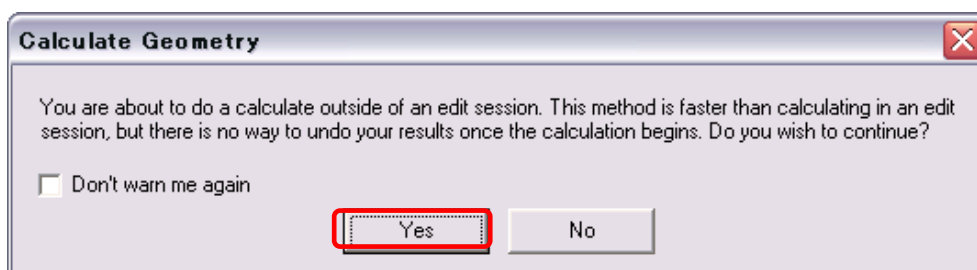 Calculate Geometry
You are about to do a calculate outside of an edit session. This method is faster than calculating in an edit
session, but there is no way to undo your results once the calculation begins. Do you wish to continue?
Don't warn me again
Yes
No